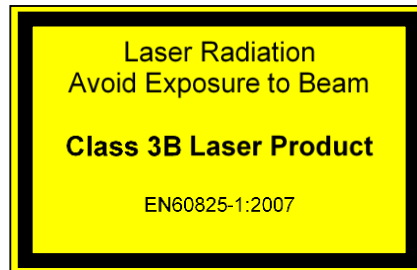 Laser Radiation
Avoid Exposure to Beam
Class 3B Laser Product
EN60825-1:2007